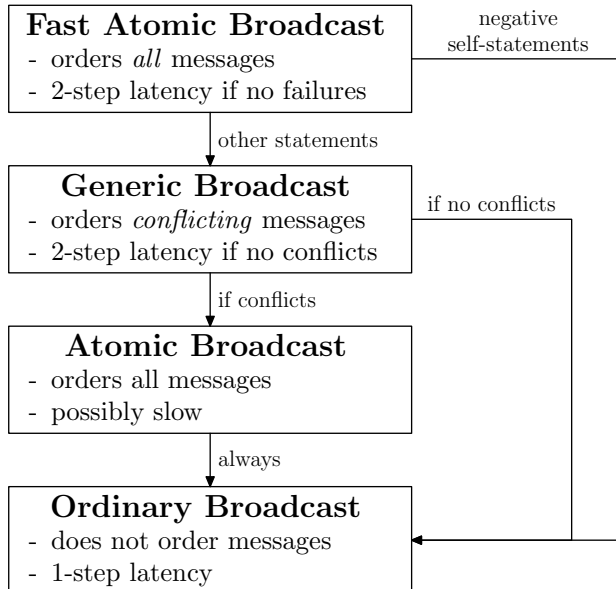 Fast Atomic Broadcast
- orders all messages
- 2-step latency if no failures
negative
self-statements
other statements
Generic Broadcast
- orders conflicting messages
- 2-step latency if no conflicts
if no conflicts
if conflicts
Atomic Broadcast
- orders all messages
- possibly slow
always
Ordinary Broadcast
- does not order messages
- 1-step latency